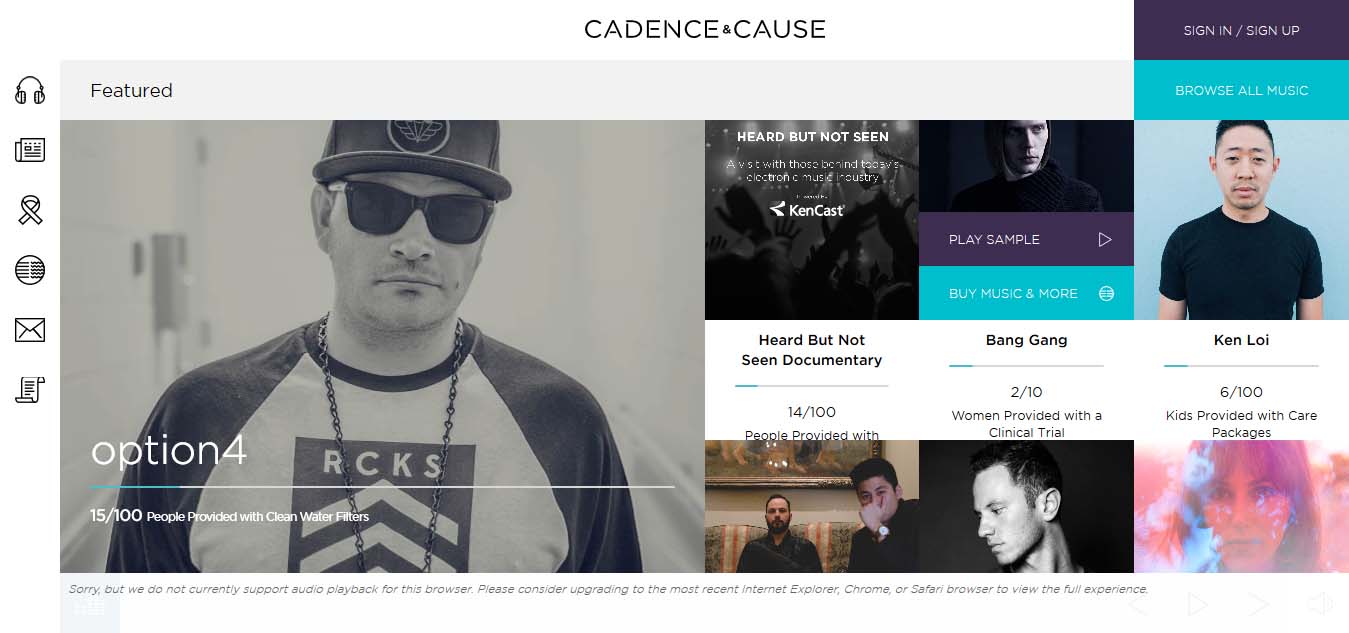 CADENCE&CAUSE
SIGN IN / SIGN UP
Featured
BROWSE ALL MUSIC
HEARD BUT NOT SEEN
A visit with those behind today's
electronic music industry
Powered By
KenCast
PLAY SAMPLE
BUY MUSIC & MORE
RCKS
option4
15/100 People Provided with Clean Water Filters
Heard But Not
Seen Documentary
14/100
People Provided with
Bang Gang
2/10
Women Provided with a
Clinical Trial
Ken Loi
6/100
Kids Provided with Care
Packages
Sorry, but we do not currently support audio playback for this browser. Please consider upgrading to the most recent Internet Explorer, Chrome, or Safari browser to view the full experience.